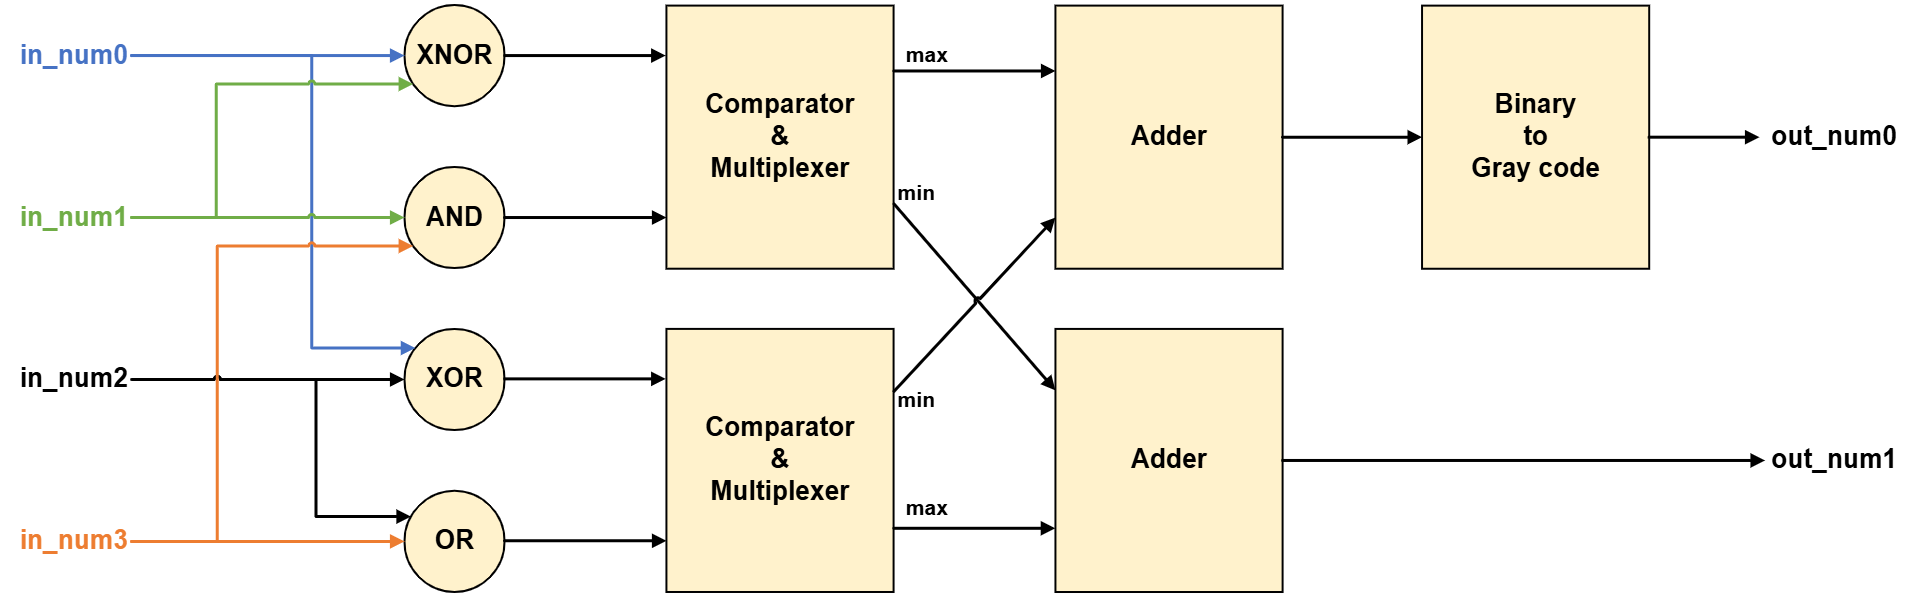 in_num0
XNOR
in_num1
AND
in_num2
XOR
in_num3
OR
Comparator
&
Multiplexer
max
min
Comparator
&
Multiplexer
min
max
Adder
Adder
Binary
to
Gray code
out_num0
out_num1